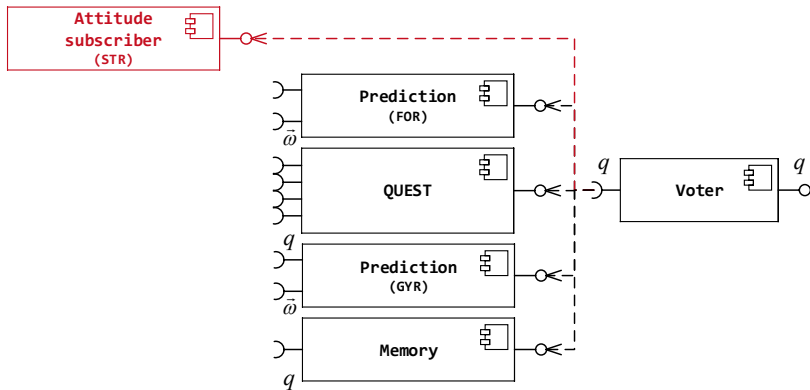 Attitude
subscriber
(STR)
Prediction
(FOR)
ω⃗
QUEST
q
q
Voter
q
Prediction
(GYR)
ω⃗
Memory
q